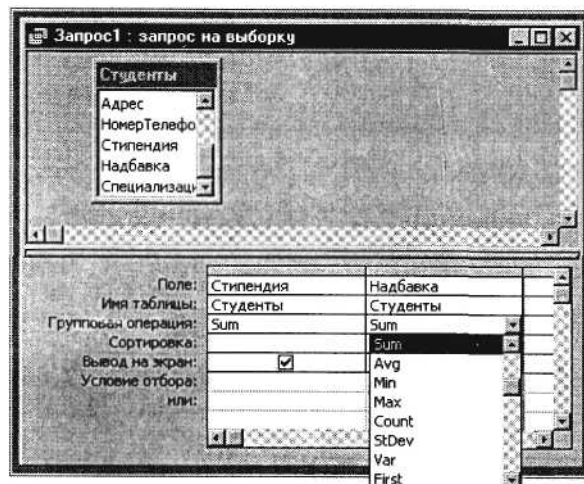 Запрос1 : запрос на выборку
Студенты
Адрес
НомерТелефо
Стипендия
Надбавка
Специализаци
Поле: Стипендия Надбавка
Имя таблицы: Студенты Студенты
Групповая операция: Sum Sum
Сортировка: Sum
Вывод на экран: Avg
Условие отбора: Min
или: Max
Count
StDev
Var
First